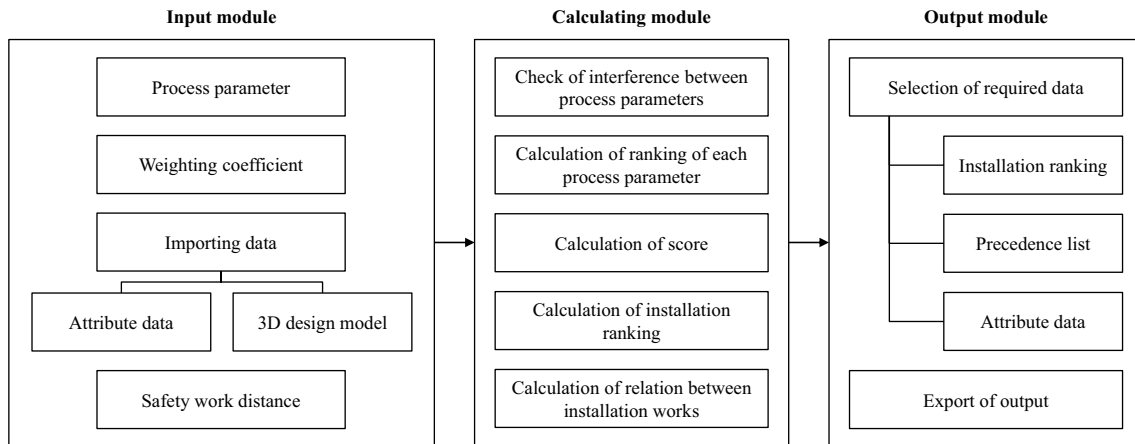 Input module
Process parameter
Weighting coefficient
Importing data
Attribute data
3D design model
Safety work distance
Calculating module
Check of interference between
process parameters
Calculation of ranking of each
process parameter
Calculation of score
Calculation of installation
ranking
Calculation of relation between
installation works
Output module
Selection of required data
Installation ranking
Precedence list
Attribute data
Export of output